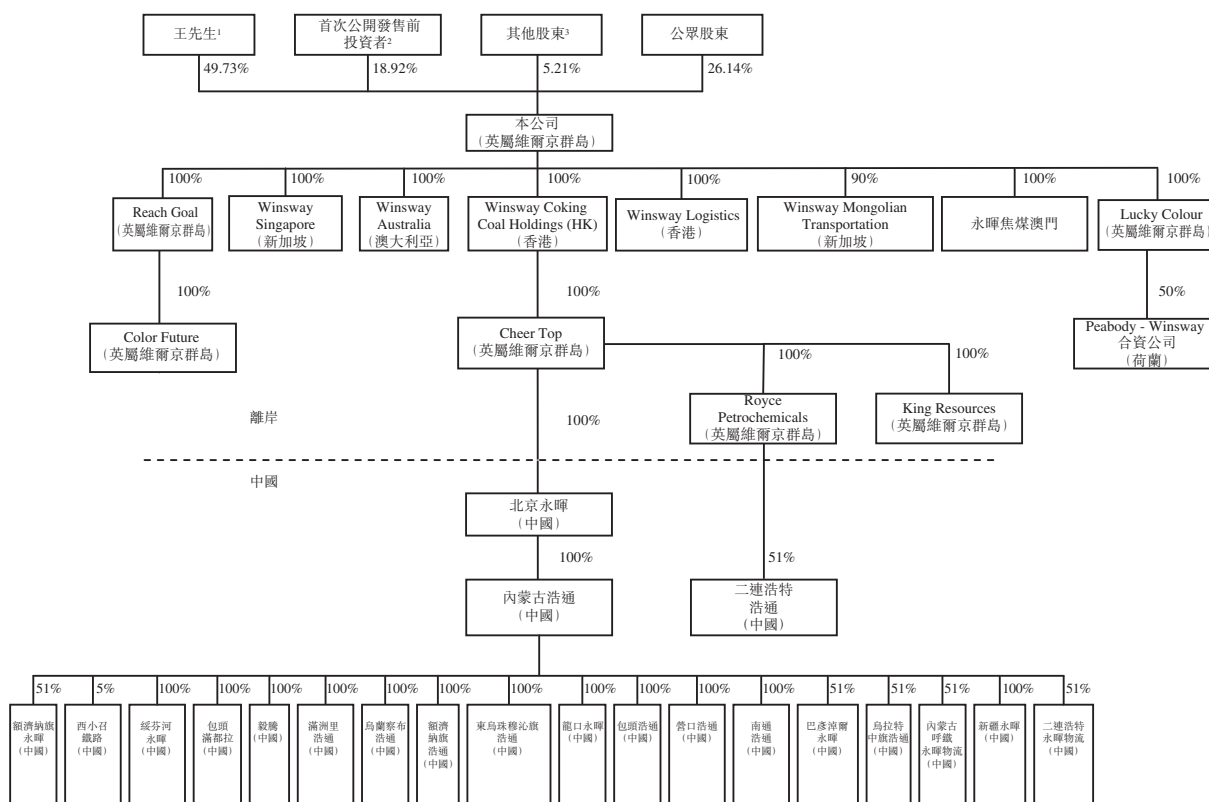 王先生¹
首次公開發售前
投資者²
其他股東³
公眾股東
49.73%
18.92%
5.21%
26.14%
本公司
(英屬維爾京群島)
100%
100%
100%
100%
100%
90%
100%
100%
Reach Goal
(英屬維爾京群島)
Winsway
Singapore
(新加坡)
Winsway
Australia
(澳大利亞)
Winsway Coking
Coal Holdings (HK)
(香港)
Winsway Logistics
(香港)
Winsway Mongolian
Transportation
(新加坡)
永暉焦煤澳門
Lucky Colour
(英屬維爾京群島)
100%
100%
50%
Color Future
(英屬維爾京群島)
Cheer Top
(英屬維爾京群島)
Peabody - Winsway
合資公司
(荷蘭)
100%
100%
Royce
Petrochemicals
(英屬維爾京群島)
King Resources
(英屬維爾京群島)
離岸
100%
中國
北京永暉
(中國)
100%
51%
內蒙古浩通
(中國)
二連浩特
浩通
(中國)
51%
5%
100%
100%
100%
100%
100%
100%
100%
100%
100%
100%
100%
51%
51%
51%
100%
51%
額濟納旗
永暉
(中國)
西小召
鐵路
(中國)
綏芬河
永暉
(中國)
包頭
滿都拉
(中國)
毅騰
(中國)
滿洲里
浩通
(中國)
烏蘭察布
浩通
(中國)
額濟
納旗
浩通
(中國)
東烏珠穆沁旗
浩通
(中國)
龍口永暉
(中國)
包頭浩通
(中國)
營口浩通
(中國)
南通
浩通
(中國)
巴彥淖爾
永暉
(中國)
烏拉特
中旗浩通
(中國)
內蒙古
呼鐵
永暉物流
(中國)
新疆永暉
(中國)
二連浩特
永暉物流
(中國)